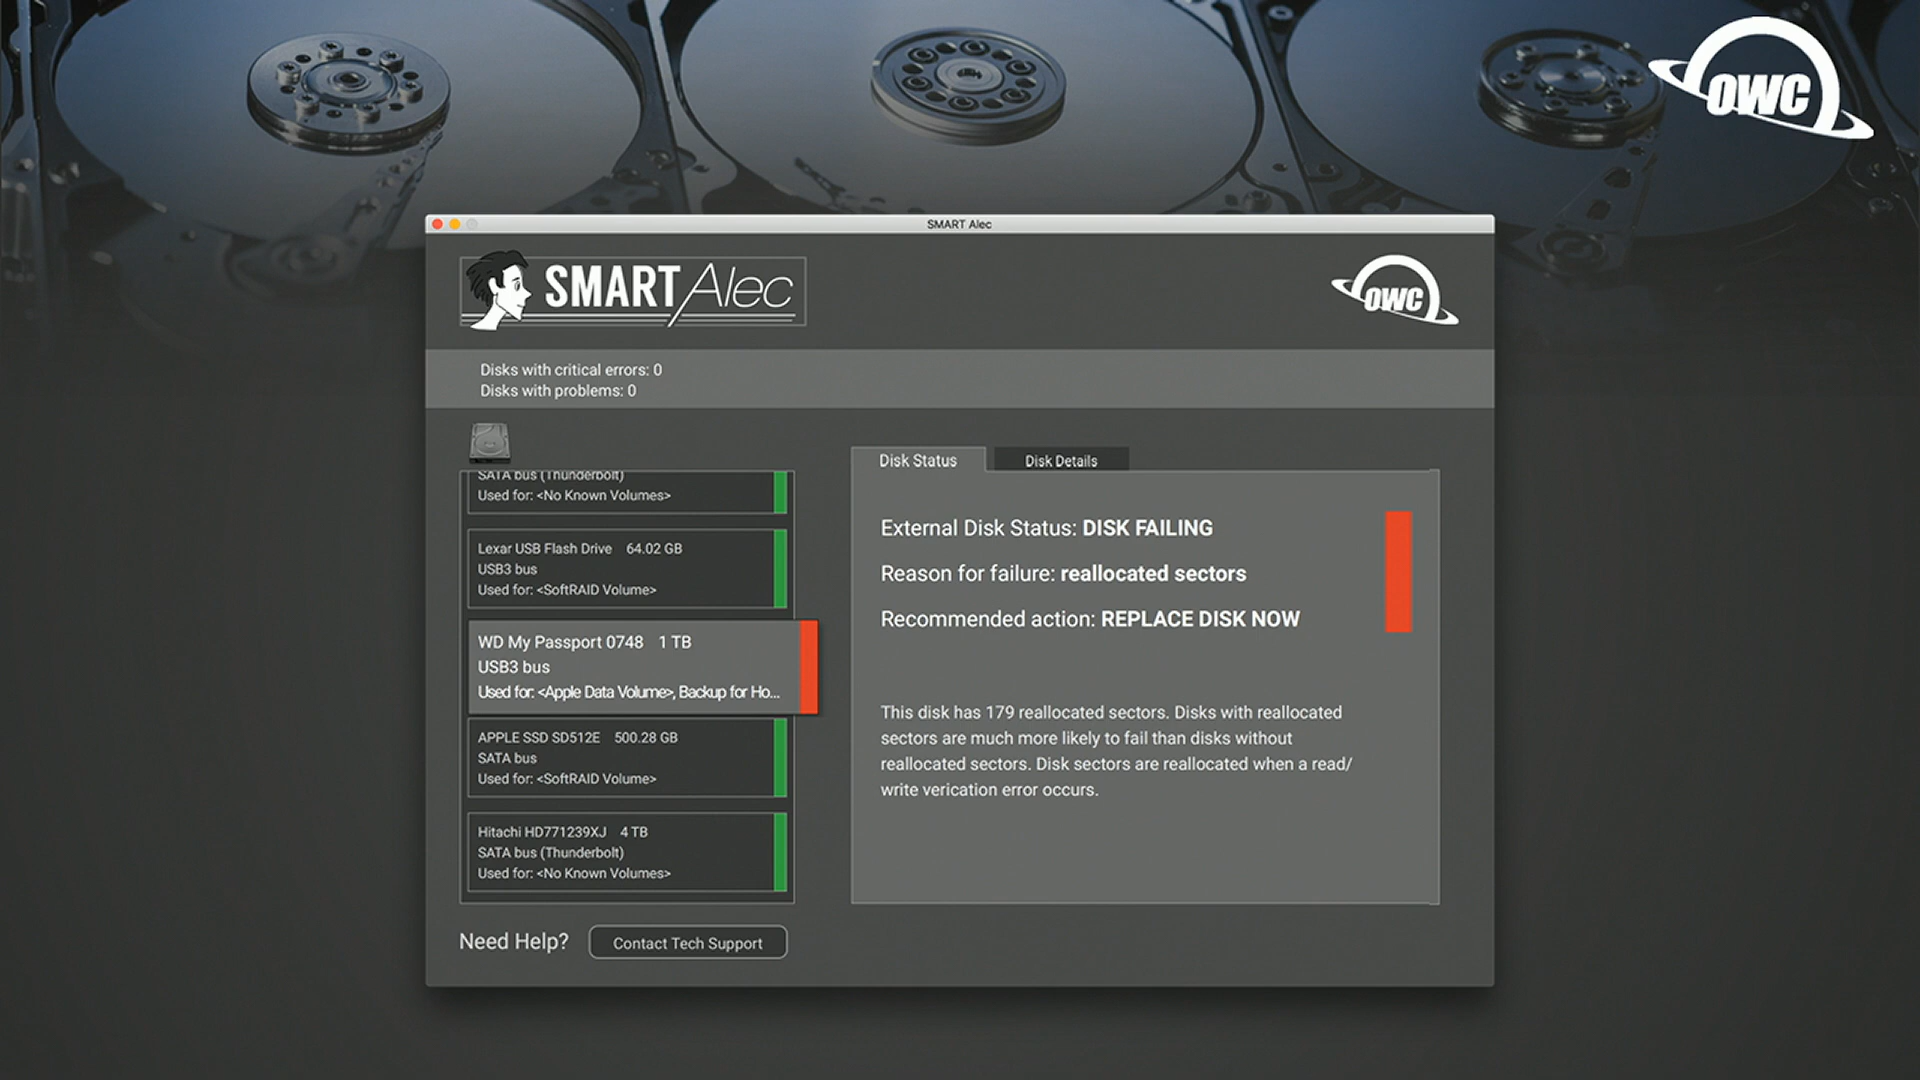 OWC
SMART Alec
SMART Alec
OWC
Disks with critical errors: 0
Disks with problems: 0
SATA bus (Thunderbolt)
Used for: <No Known Volumes>
Lexar USB Flash Drive 64.02 GB
USB3 bus
Used for: <SoftRAID Volume>
WD My Passport 0748 1 TB
USB3 bus
Used for: <Apple Data Volume>, Backup for Ho...
APPLE SSD SD512E 500.28 GB
SATA bus
Used for: <SoftRAID Volume>
Hitachi HD771239XJ 4 TB
SATA bus (Thunderbolt)
Used for: <No Known Volumes>
Need Help? Contact Tech Support
Disk Status Disk Details
External Disk Status: DISK FAILING
Reason for failure: reallocated sectors
Recommended action: REPLACE DISK NOW
This disk has 179 reallocated sectors. Disks with reallocated
sectors are much more likely to fail than disks without
reallocated sectors. Disk sectors are reallocated when a read/
write verication error occurs.